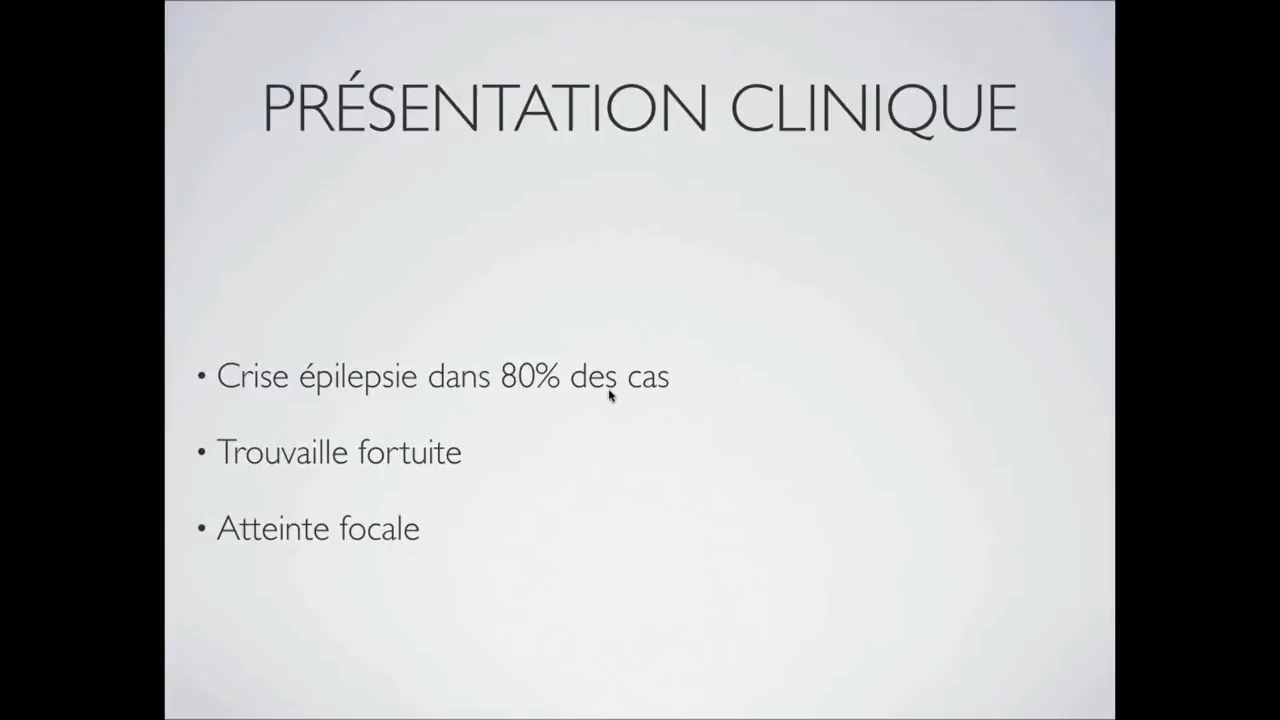 PRÉSENTATION CLINIQUE
• Crise épilepsie dans 80% des cas
• Trouvaille fortuite
• Atteinte focale